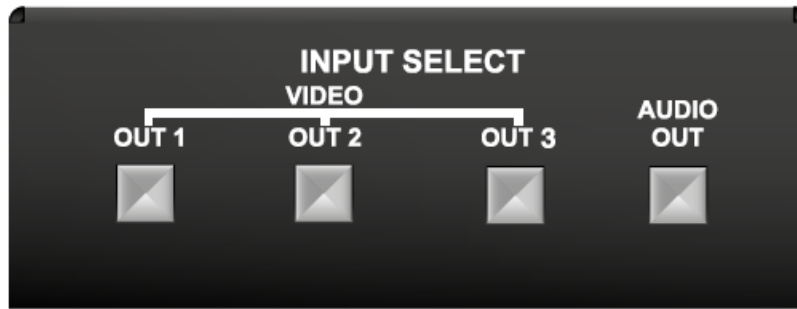 INPUT SELECT
VIDEO
OUT 1 OUT 2 OUT 3
AUDIO
OUT